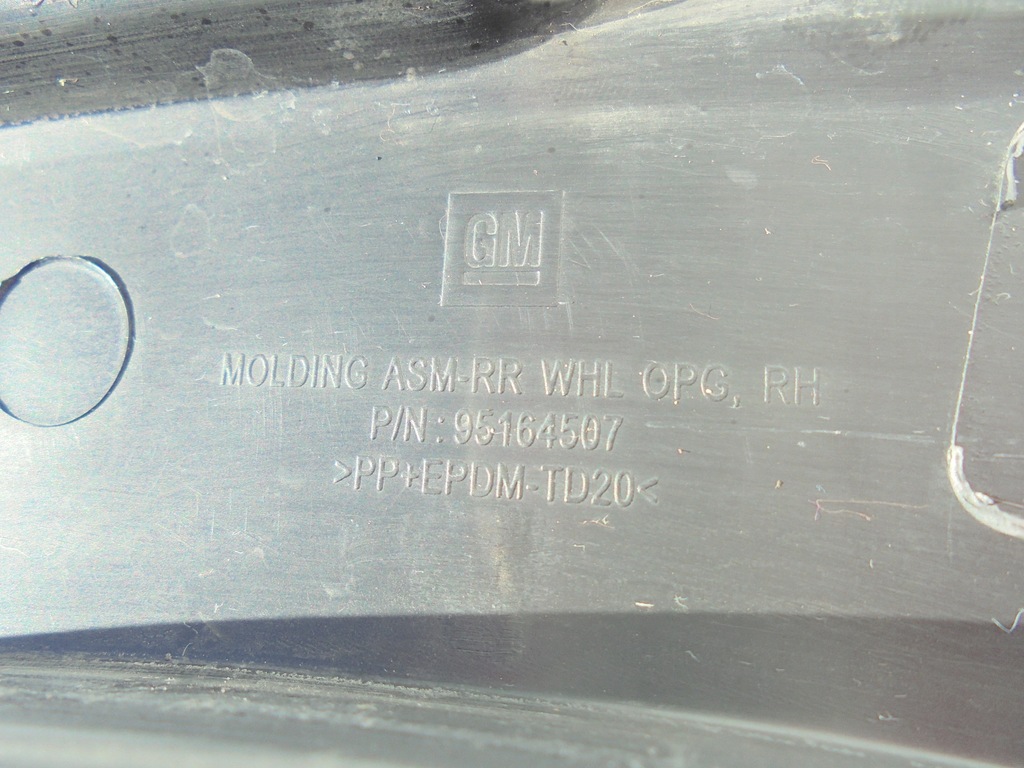 GM
MOLDING ASM-RR WHL OPG, RH
P/N : 95164507
>PP+EPDM-TD20<